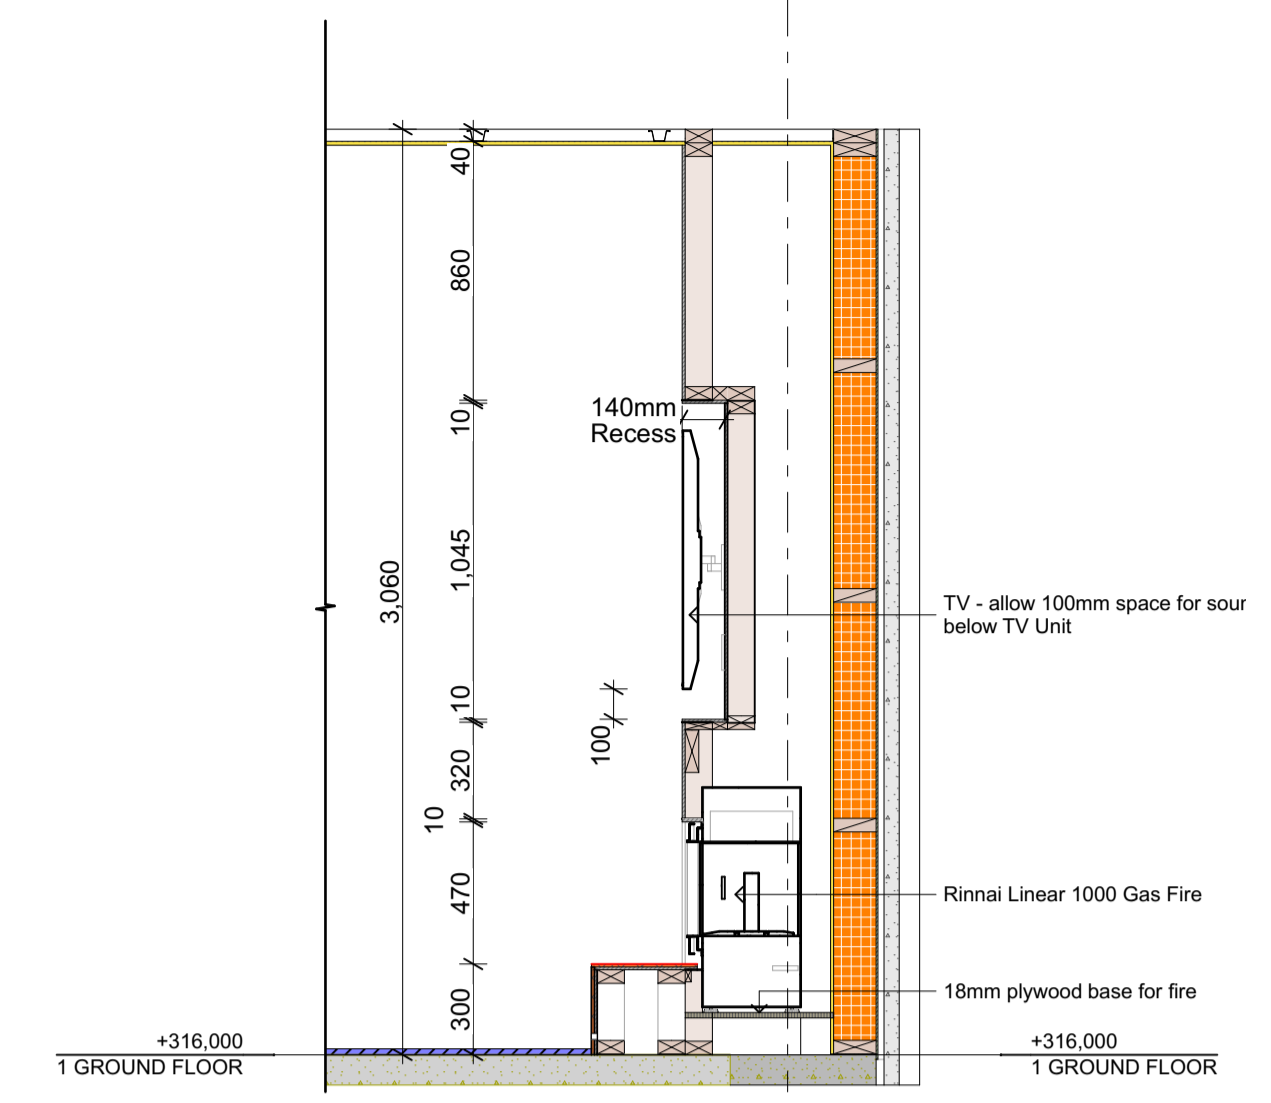 40
860
10
140mm
Recess
1,045
3,060
TV - allow 100mm space for sour
below TV Unit
10
100
320
10
470
Rinnai Linear 1000 Gas Fire
300
18mm plywood base for fire
+316,000
1 GROUND FLOOR
+316,000
1 GROUND FLOOR